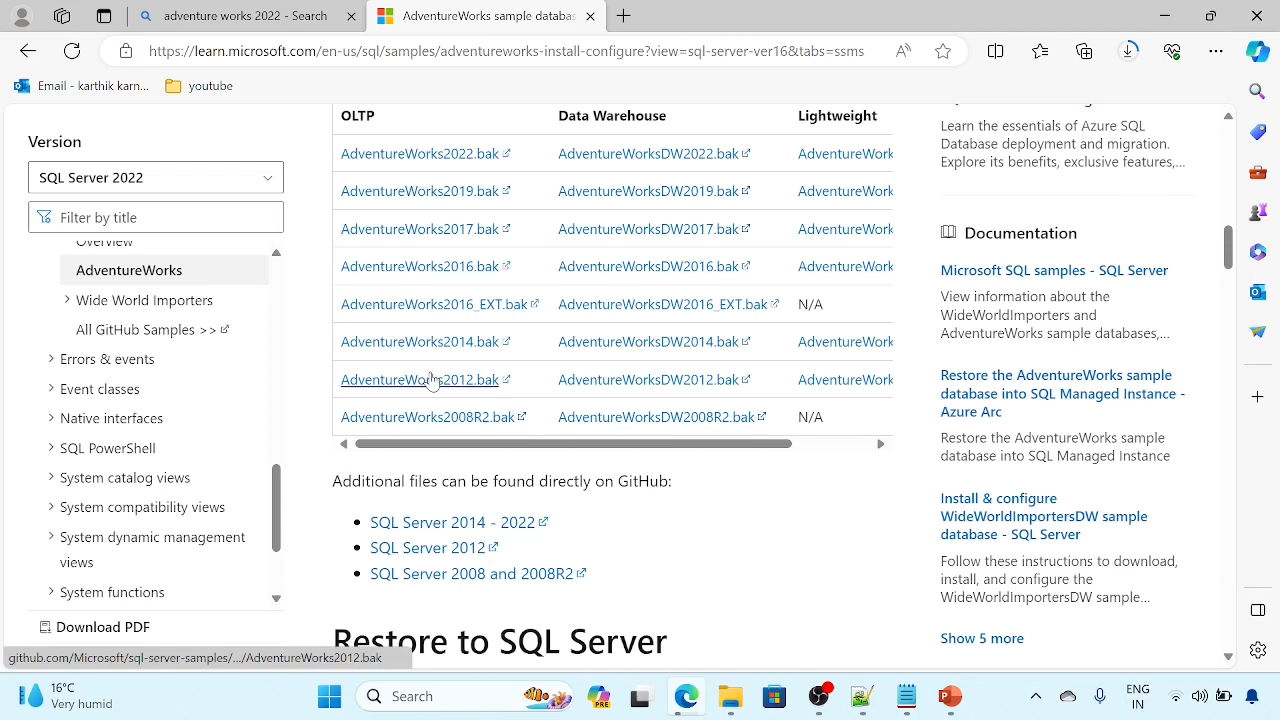 adventure works 2022 - Search
Adventure Works sample databas
https://learn.microsoft.com/en-us/sql/samples/adventureworks-install-configure?view=sql-server-ver16&tabs=ssms
Email - karthik karn...
youtube
Version
SQL Server 2022
Filter by title
Overview
AdventureWorks
Wide World Importers
All GitHub Samples >>
Errors & events
Event classes
Native interfaces
SQL PowerShell
System catalog views
System compatibility views
System dynamic management
views
System functions
Download PDF
OLTP Data Warehouse Lightweight
AdventureWorks2022.bak AdventureWorksDW2022.bak AdventureWork
AdventureWorks2019.bak AdventureWorksDW2019.bak AdventureWork
AdventureWorks2017.bak AdventureWorksDW2017.bak AdventureWork
AdventureWorks2016.bak AdventureWorksDW2016.bak AdventureWork
AdventureWorks2016_EXT.bak AdventureWorksDW2016_EXT.bak N/A
AdventureWorks2014.bak AdventureWorksDW2014.bak AdventureWork
AdventureWorks2012.bak AdventureWorksDW2012.bak AdventureWork
AdventureWorks2008R2.bak AdventureWorksDW2008R2.bak N/A
Additional files can be found directly on GitHub:
SQL Server 2014 - 2022
SQL Server 2012
SQL Server 2008 and 2008R2
Restore to SQL Server
Learn the essentials of Azure SQL
Database deployment and migration.
Explore its benefits, exclusive features,...
Documentation
Microsoft SQL samples - SQL Server
View information about the
WideWorldImporters and
AdventureWorks sample databases,...
Restore the AdventureWorks sample
database into SQL Managed Instance -
Azure Arc
Restore the AdventureWorks sample
database into SQL Managed Instance
Install & configure
WideWorldImportersDW sample
database - SQL Server
Follow these instructions to download,
install, and configure the
WideWorldImportersDW sample...
Show 5 more
github.com/Microsoft/sql-server-samples/.../AdventureWorks2012.bak
16°C
Very humid
Search
PRE
ENG
IN